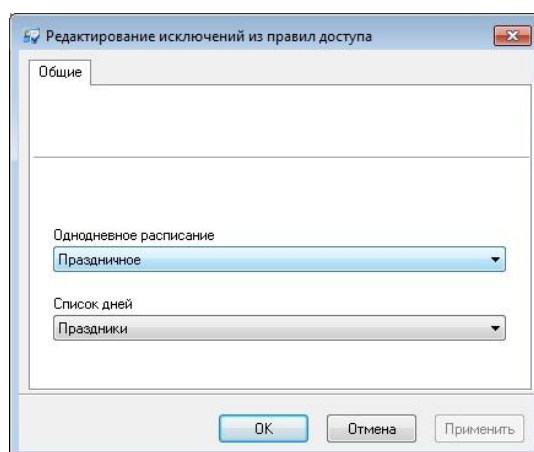 Редактирование исключений из правил доступа
Общие
Однодневное расписание
Праздничное
Список дней
Праздники
OK
Отмена
Применить